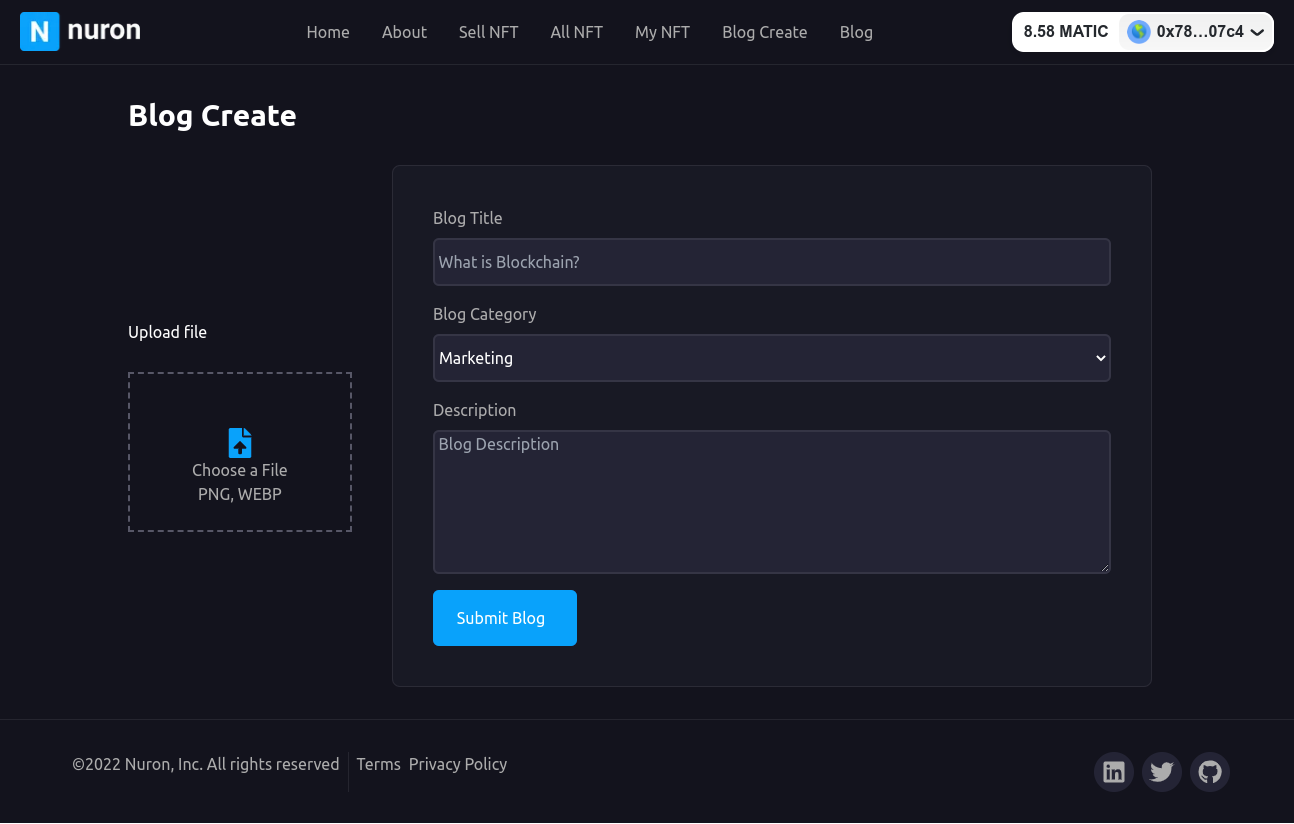 N nuron
Home About Sell NFT All NFT My NFT Blog Create Blog
8.58 MATIC 0x78...07c4
Blog Create
Upload file
Choose a File
PNG, WEBP
Blog Title
What is Blockchain?
Blog Category
Marketing
Description
Blog Description
Submit Blog
©2022 Nuron, Inc. All rights reserved Terms Privacy Policy
in